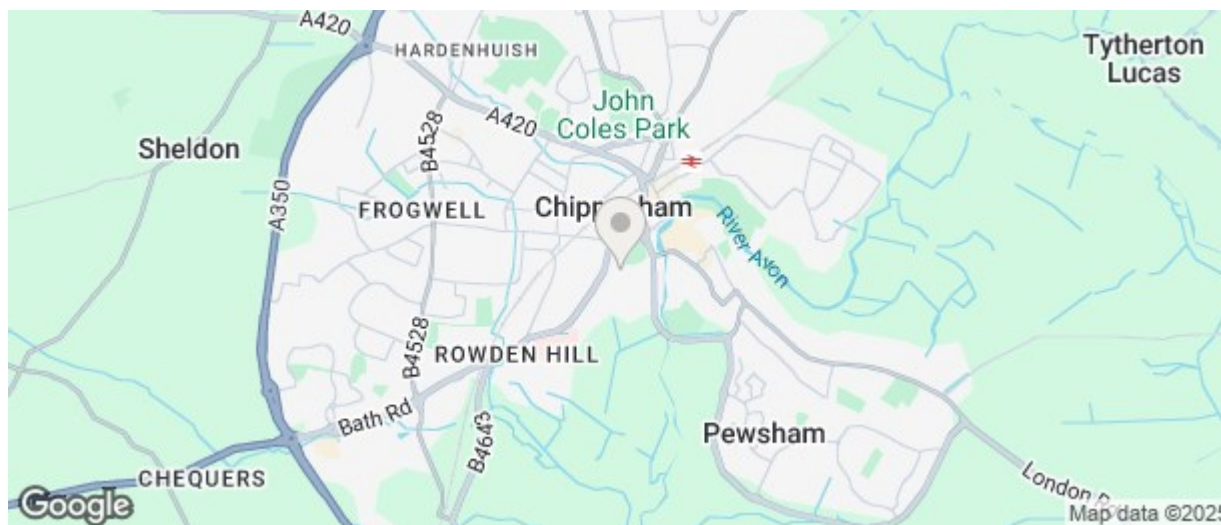 A420
HARDENHUISH
Tytherton
Lucas
John
Coles Park
A420
B4528
Sheldon
A350
FROGWELL
Chipp ham
River Avon
B4528
ROWDEN HILL
Bath Rd
B4643
Pewsham
CHEQUERS
London
Google
Map data ©2025